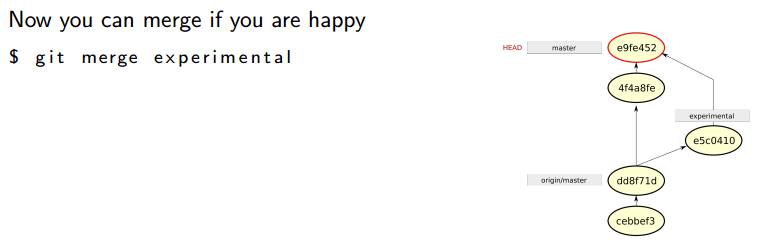 Now you can merge if you are happy
$ git merge experimental
HEAD master e9fe452
4f4a8fe
experimental
e5c0410
origin/master dd8f71d
cebbef3